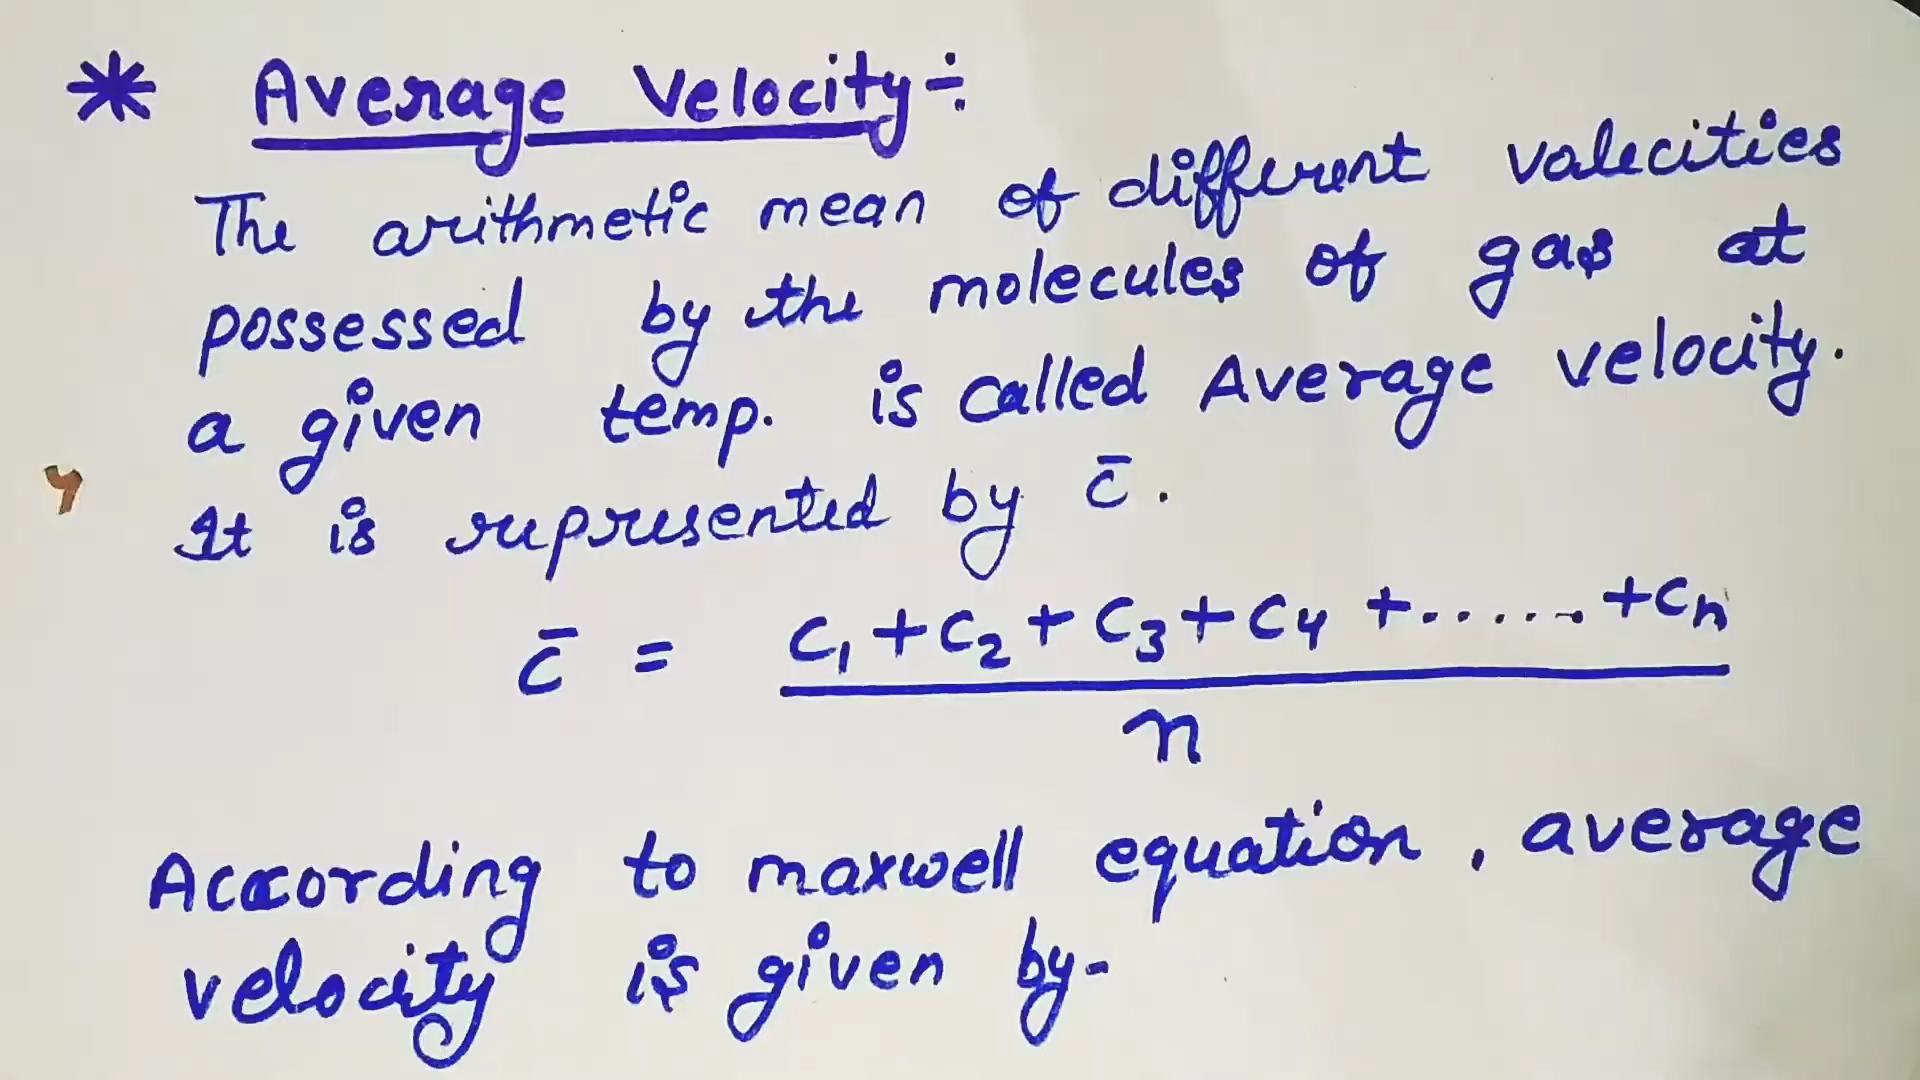 * Average Velocity ÷
The arithmetic mean of different valecities
possessed by the molecules of gas at
a given temp. is called Average velocity.
It is represented by c̄.
c̄ = C₁ + C₂ + C₃ + C₄ + ...... + Cn
n
According to maxwell equation, average
velocity is given by-